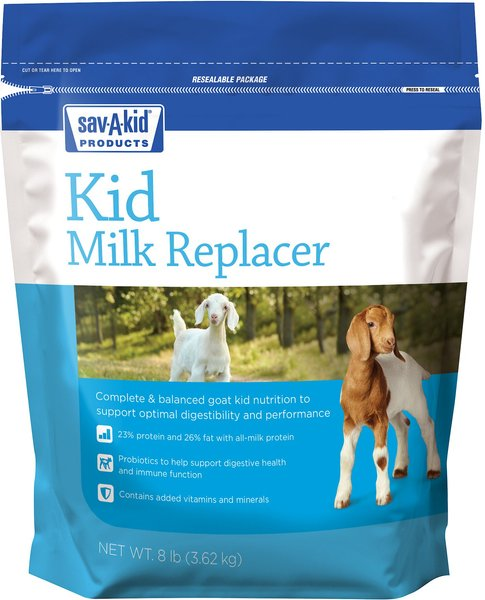 CUT OR TEAR HERE TO OPEN
RESEALABLE PACKAGE
PRESS TO RESEAL
sav-A-kid®
PRODUCTS
Kid
Milk Replacer
Complete & balanced goat kid nutrition to
support optimal digestibility and performance
23% protein and 26% fat with all-milk protein
Probiotics to help support digestive health
and immune function
Contains added vitamins and minerals
NET WT. 8 lb (3.62 kg)